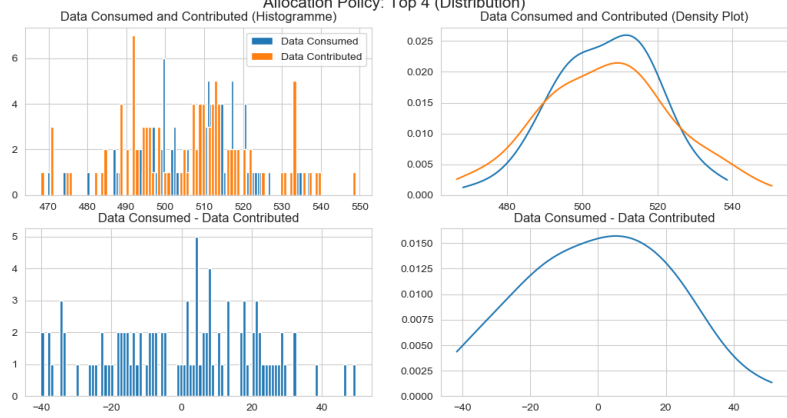 Allocation Policy: Top 4 (Distribution)
Data Consumed and Contributed (Histogramme)
Data Consumed and Contributed (Density Plot)
Data Consumed
Data Contributed
6
4
2
0
470 480 490 500 510 520 530 540 550
0.025
0.020
0.015
0.010
0.005
0.000
480 500 520 540
Data Consumed - Data Contributed
Data Consumed - Data Contributed
5
4
3
2
1
0
−40 −20 0 20 40
0.0150
0.0125
0.0100
0.0075
0.0050
0.0025
0.0000
−40 −20 0 20 40